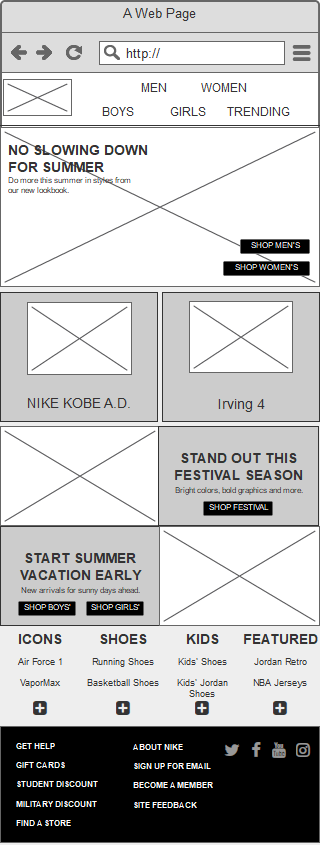 A Web Page
http://
MEN WOMEN
BOYS GIRLS TRENDING
NO SLOWING DOWN
FOR SUMMER
Do more this summer in styles from
our new lookbook.
SHOP MEN'S
SHOP WOMEN'S
NIKE KOBE A.D.
Irving 4
STAND OUT THIS
FESTIVAL SEASON
Bright colors, bold graphics and more.
SHOP FESTIVAL
START SUMMER
VACATION EARLY
New arrivals for sunny days ahead.
SHOP BOYS' SHOP GIRLS'
ICONS SHOES KIDS FEATURED
Air Force 1 Running Shoes Kids' Shoes Jordan Retro
VaporMax Basketball Shoes Kids' Jordan NBA Jerseys
Shoes
GET HELP
GIFT CARDS
STUDENT DISCOUNT
MILITARY DISCOUNT
FIND A STORE
ABOUT NIKE
SIGN UP FOR EMAIL
BECOME A MEMBER
SITE FEEDBACK
You
Tube